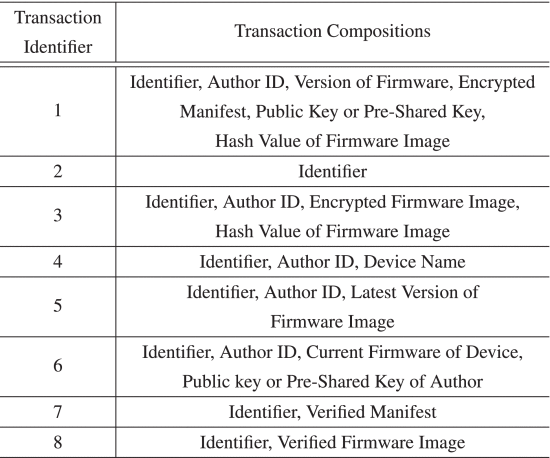 Transaction
Identifier
Transaction Compositions
1
Identifier, Author ID, Version of Firmware, Encrypted
Manifest, Public Key or Pre-Shared Key,
Hash Value of Firmware Image
2
Identifier
3
Identifier, Author ID, Encrypted Firmware Image,
Hash Value of Firmware Image
4
Identifier, Author ID, Device Name
5
Identifier, Author ID, Latest Version of
Firmware Image
6
Identifier, Author ID, Current Firmware of Device,
Public key or Pre-Shared Key of Author
7
Identifier, Verified Manifest
8
Identifier, Verified Firmware Image